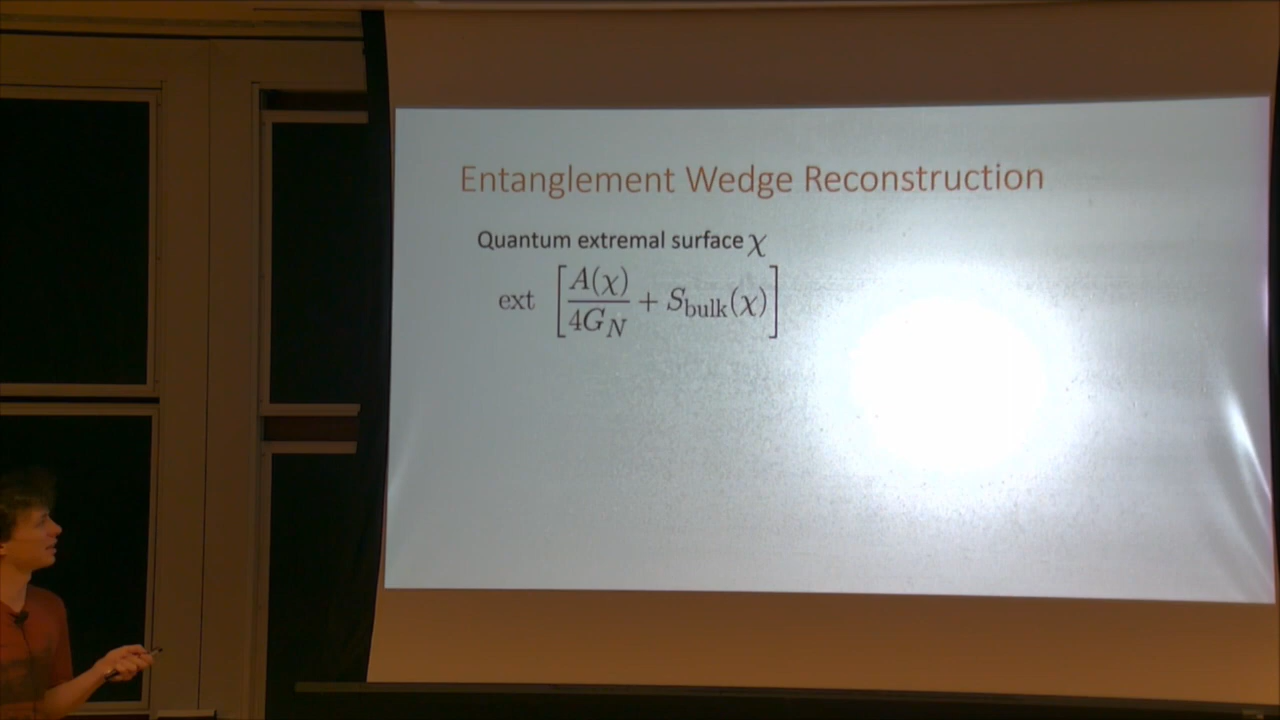 Entanglement Wedge Reconstruction
Quantum extremal surface χ
ext [A(χ)/4G_N + S_bulk(χ)]